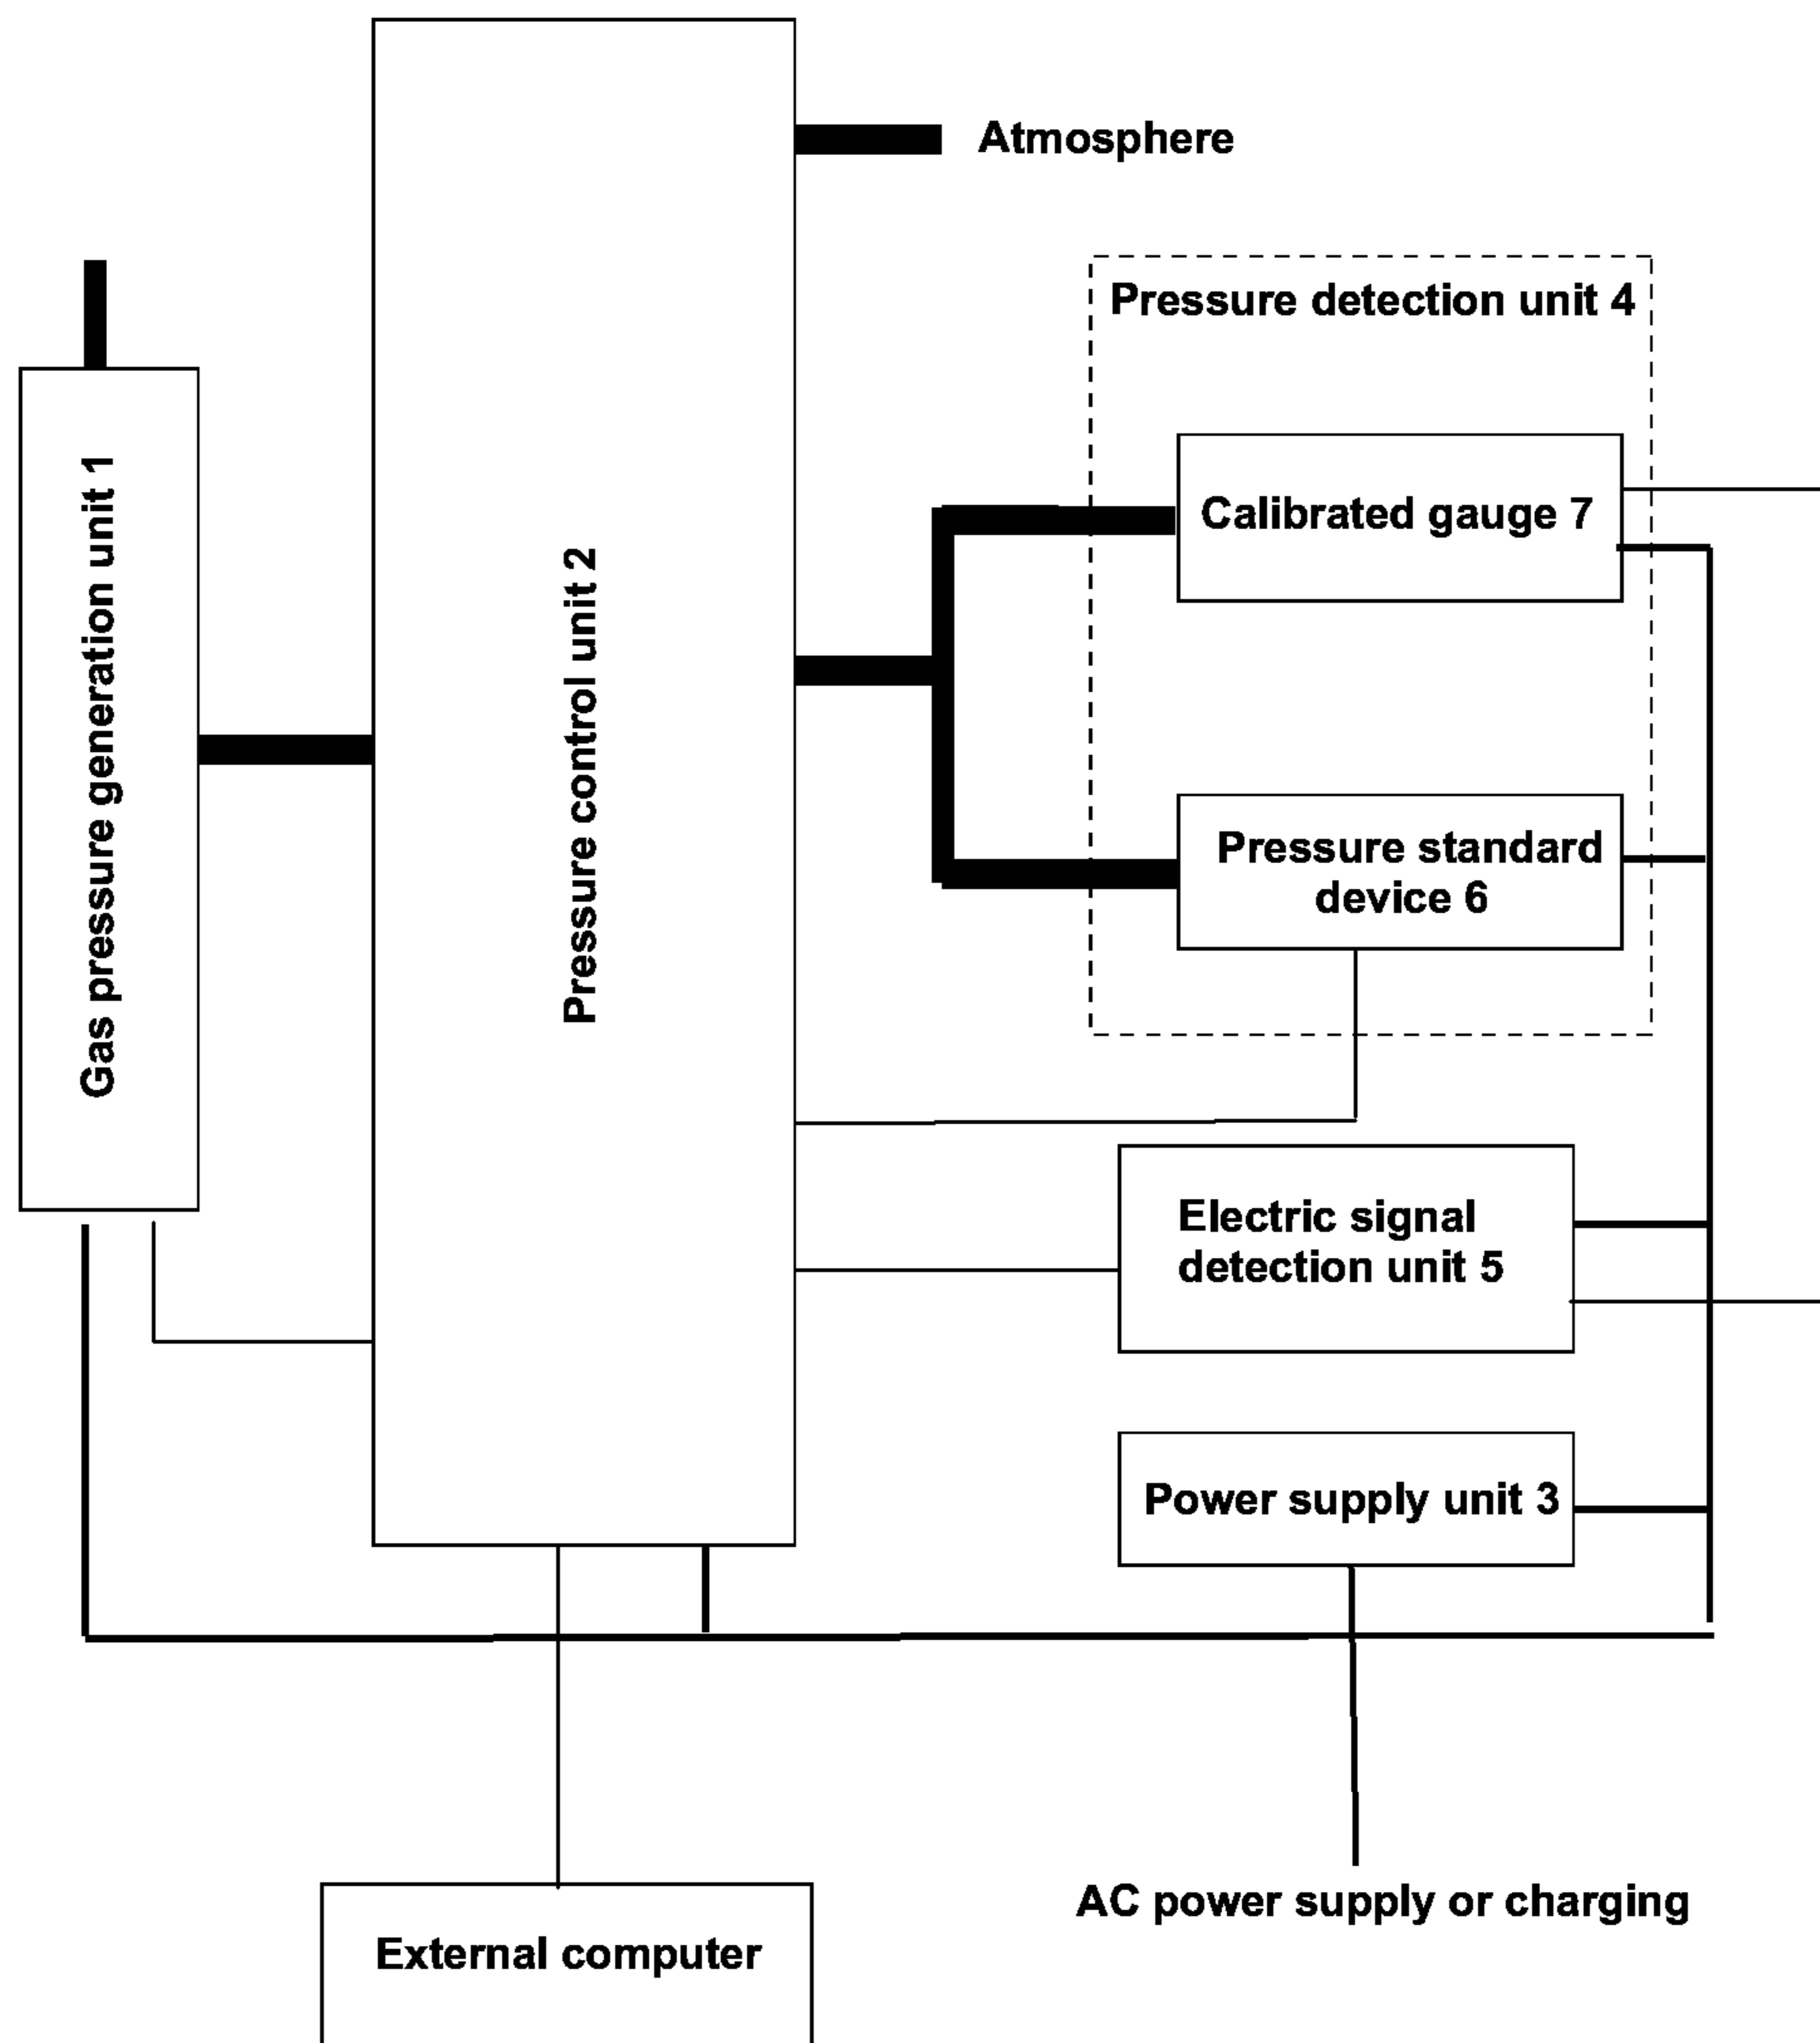 Atmosphere
Pressure detection unit 4
Gas pressure generation unit 1
Pressure control unit 2
Calibrated gauge 7
Pressure standard
device 6
Electric signal
detection unit 5
Power supply unit 3
AC power supply or charging
External computer